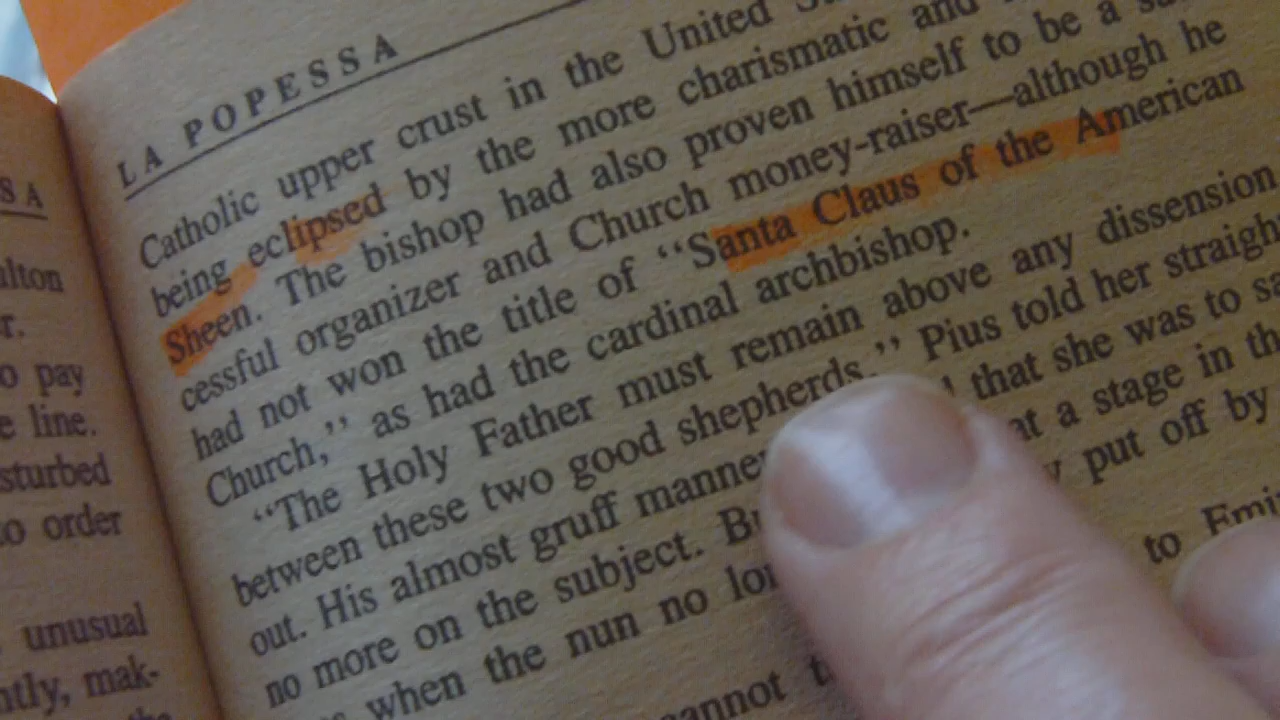 SA
ulton
r.
o pay
e line.
sturbed
o order
unusual
ntly, mak-
the
LA POPESSA
Catholic upper crust in the United
being eclipsed by the more charismatic and
Sheen. The bishop had also proven himself to be a
cessful organizer and Church money-raiser—although he
had not won the title of “Santa Claus of the American
Church,” as had the cardinal archbishop.
“The Holy Father must remain above any dissension
between these two good shepherds,” Pius told her straight
out. His almost gruff manner that she was to
no more on the subject. at a stage in
when the nun no put off by
cannot to